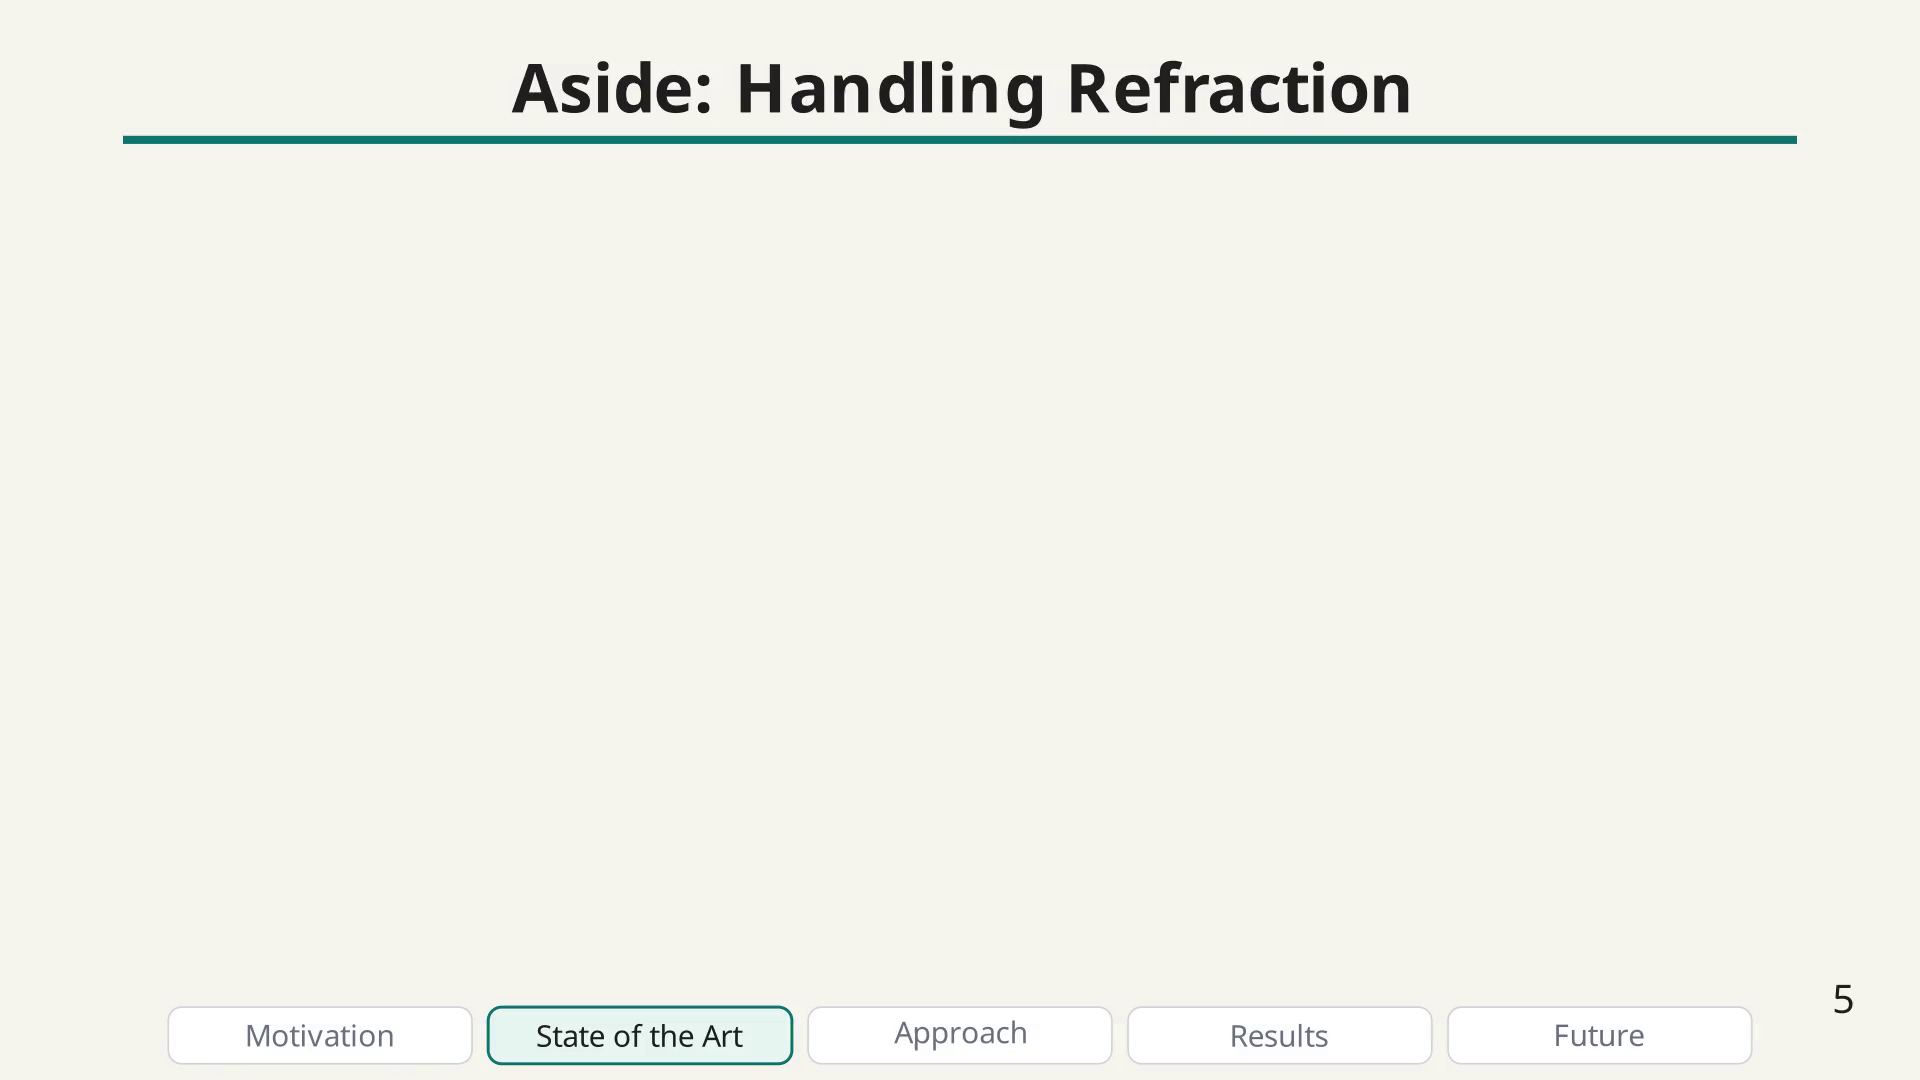 Aside: Handling Refraction
5
Motivation
State of the Art
Approach
Results
Future